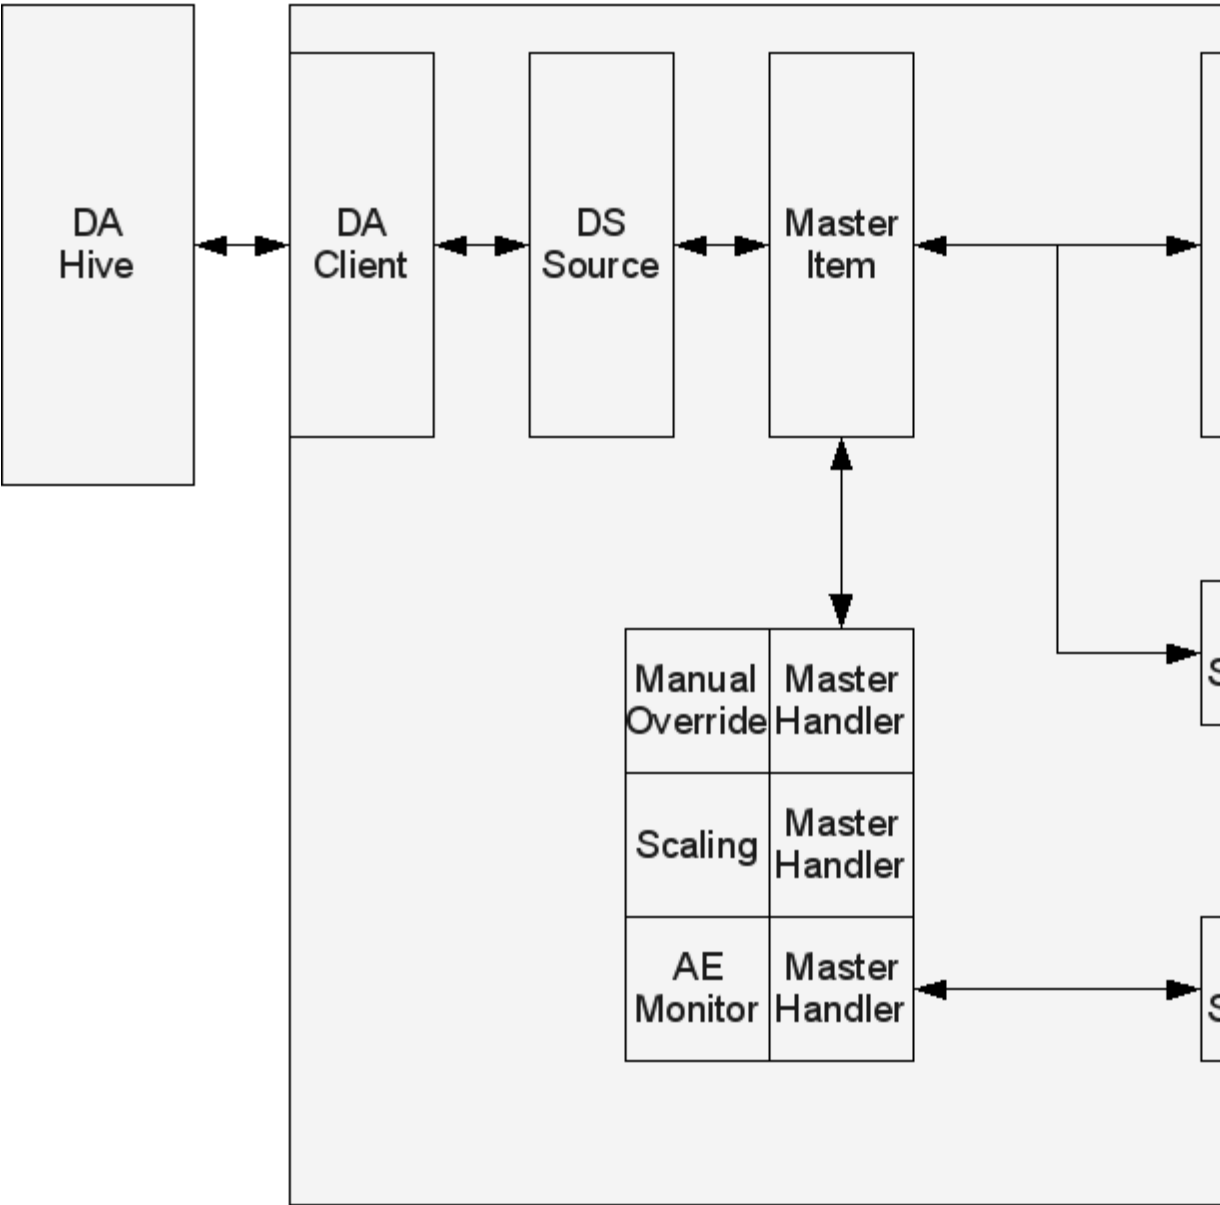 DA
Hive
DA
Client
DS
Source
Master
Item
Manual
Override
Master
Handler
Scaling
Master
Handler
AE
Monitor
Master
Handler